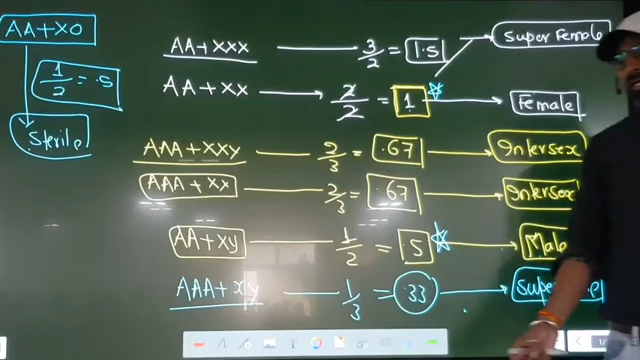 AA+XO
1/2 = .5
Sterile
AA+XXX 3/2 = 1.5 Super Female
AA+XX 2/2 = 1 Female
AAA+XXY 2/3 = .67 Intersex
AAA+XX 2/3 = .67 Intersex
AA+XY 1/2 = .5 Male
AAA+XY 1/3 = .33